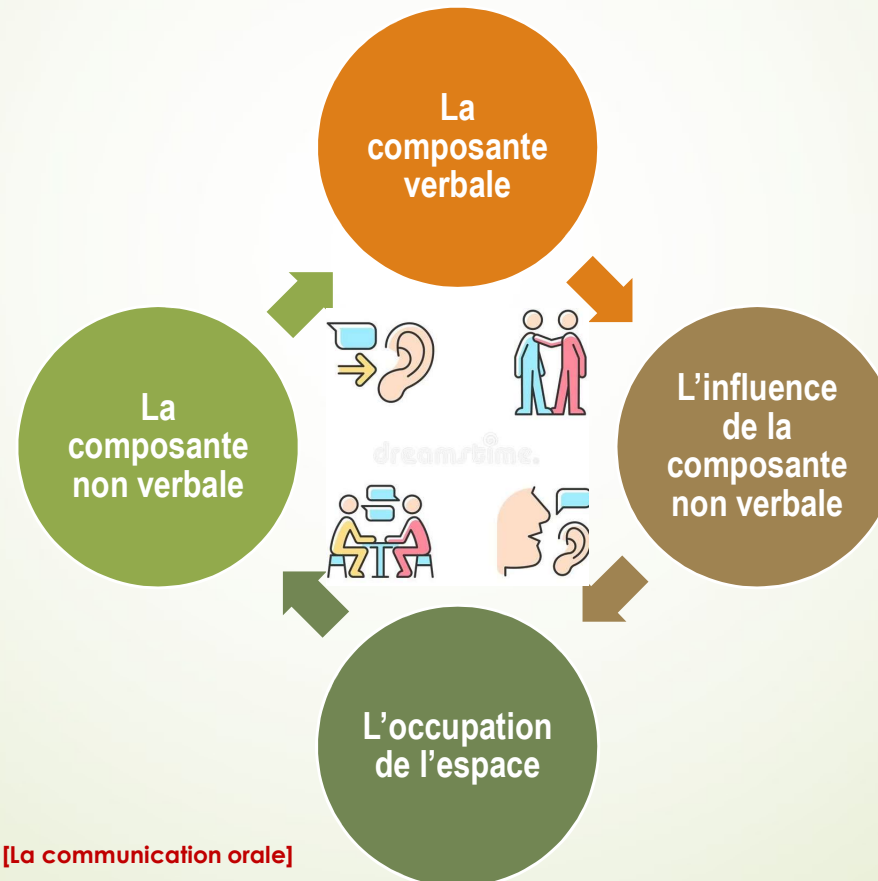 La
composante
verbale
L’influence
de la
composante
non verbale
L’occupation
de l’espace
La
composante
non verbale
dreamstime.
[La communication orale]